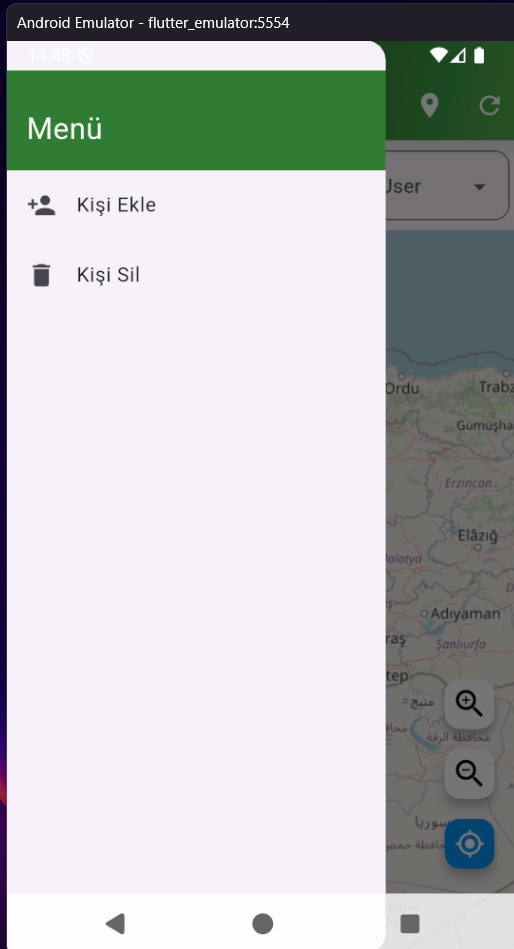 Android Emulator - flutter_emulator:5554
14:48
Menü
User
Kişi Ekle
Kişi Sil
Ordu
Trabz
Gümüşha
Erzincan
Elâzığ
alatya
Adıyaman
raş
Şanlıurfa
tep
منبج
محافظة الرقة
سوريا
محافظة حمص